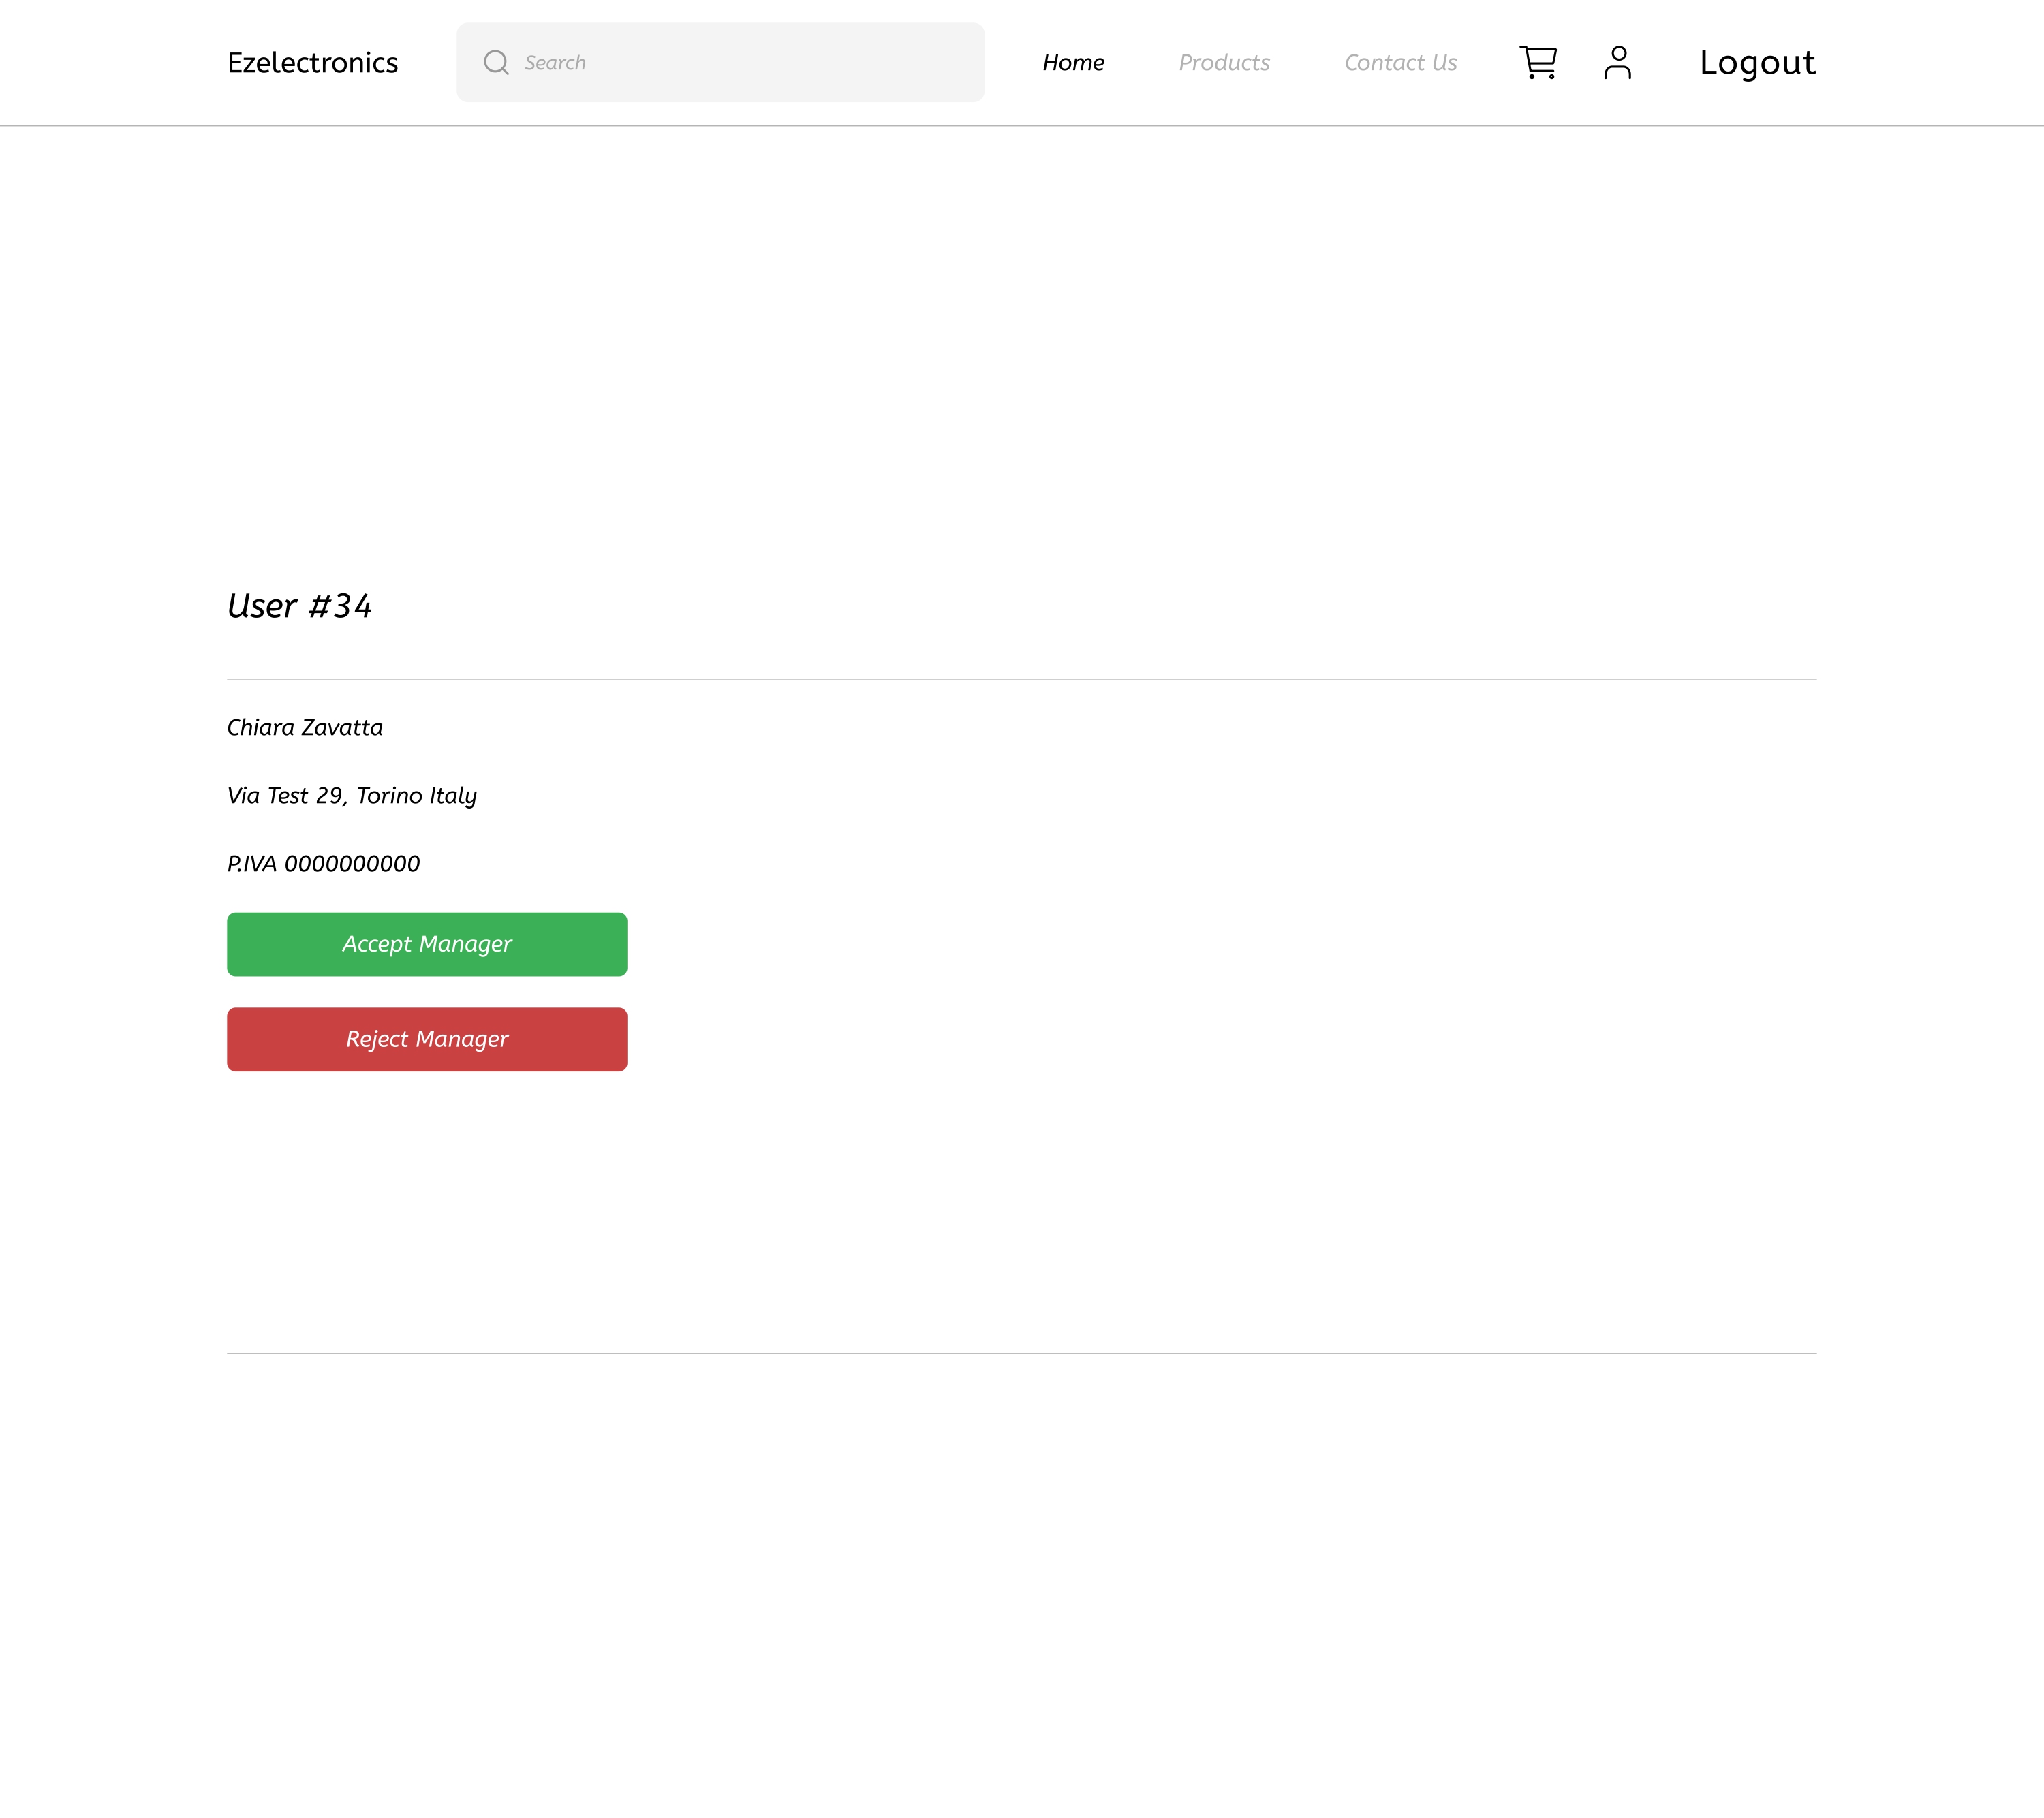 Ezelectronics Search Home Products Contact Us Logout
User #34
Chiara Zavatta
Via Test 29, Torino Italy
P.IVA 0000000000
Accept Manager
Reject Manager